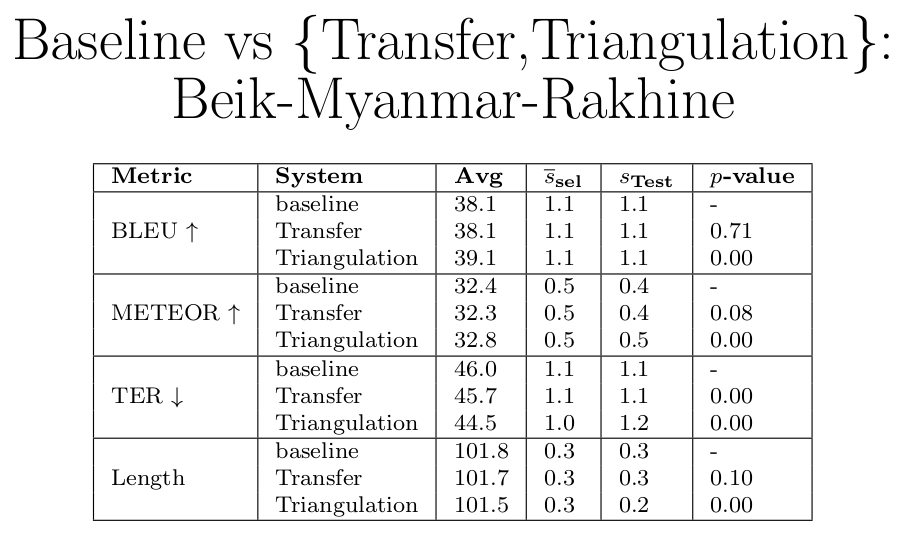 Baseline vs {Transfer,Triangulation}:
Beik-Myanmar-Rakhine
Metric System Avg s̅sel sTest p-value
baseline 38.1 1.1 1.1 -
BLEU ↑ Transfer 38.1 1.1 1.1 0.71
Triangulation 39.1 1.1 1.1 0.00
baseline 32.4 0.5 0.4 -
METEOR ↑ Transfer 32.3 0.5 0.4 0.08
Triangulation 32.8 0.5 0.5 0.00
baseline 46.0 1.1 1.1 -
TER ↓ Transfer 45.7 1.1 1.1 0.00
Triangulation 44.5 1.0 1.2 0.00
baseline 101.8 0.3 0.3 -
Length Transfer 101.7 0.3 0.3 0.10
Triangulation 101.5 0.3 0.2 0.00